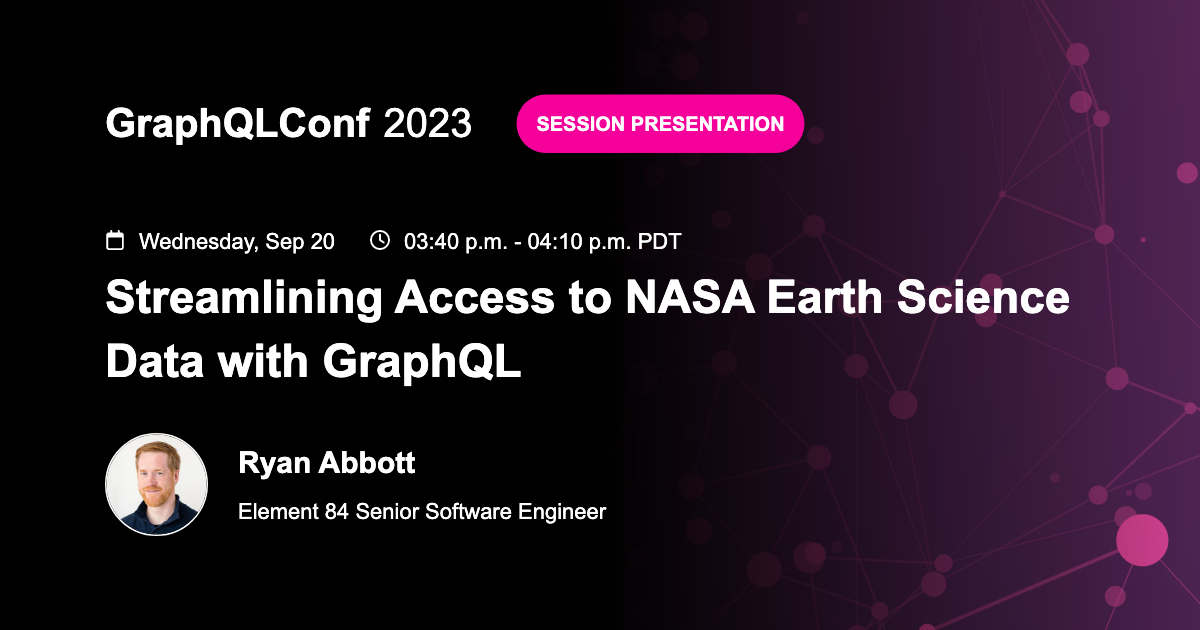 GraphQLConf 2023
SESSION PRESENTATION
Wednesday, Sep 20 03:40 p.m. - 04:10 p.m. PDT
Streamlining Access to NASA Earth Science
Data with GraphQL
Ryan Abbott
Element 84 Senior Software Engineer